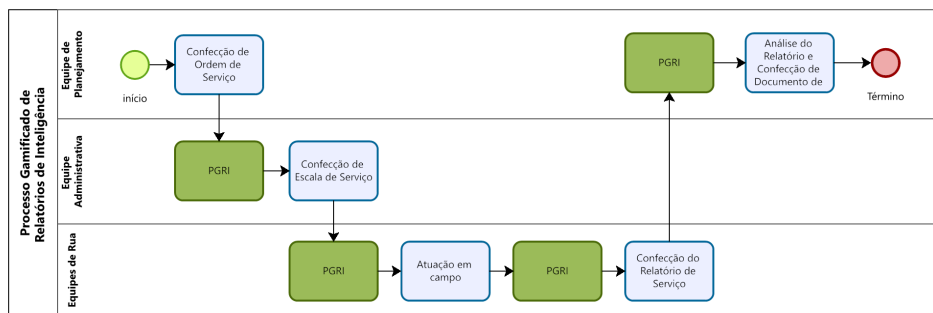 Processo Gamificado de
Relatórios de Inteligência
Equipe de
Planejamento
início
Confecção de
Ordem de
Serviço
PGRI
Análise do
Relatório e
Confecção de
Documento de
Término
Equipe
Administrativa
PGRI
Confecção de
Escala de Serviço
Equipes de Rua
PGRI
Atuação em
campo
PGRI
Confecção do
Relatório de
Serviço